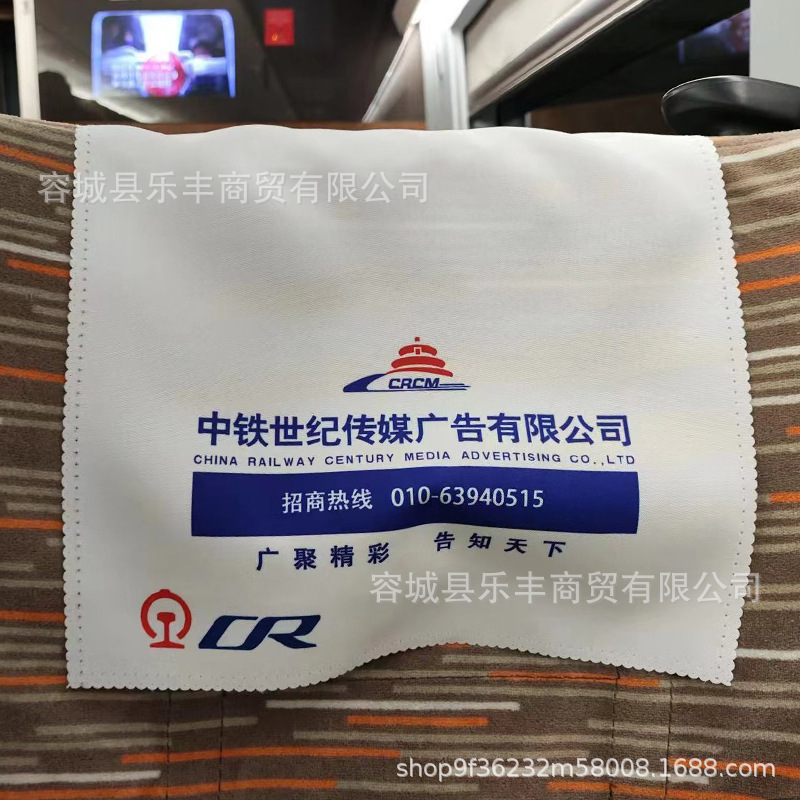 容城县乐丰商贸有限公司
CRCM
中铁世纪传媒广告有限公司
CHINA RAILWAY CENTURY MEDIA ADVERTISING CO.,LTD
招商热线 010-63940515
广聚精彩 告知天下
容城县乐丰商贸有限公司
CR
shop9f36232m58008.1688.com